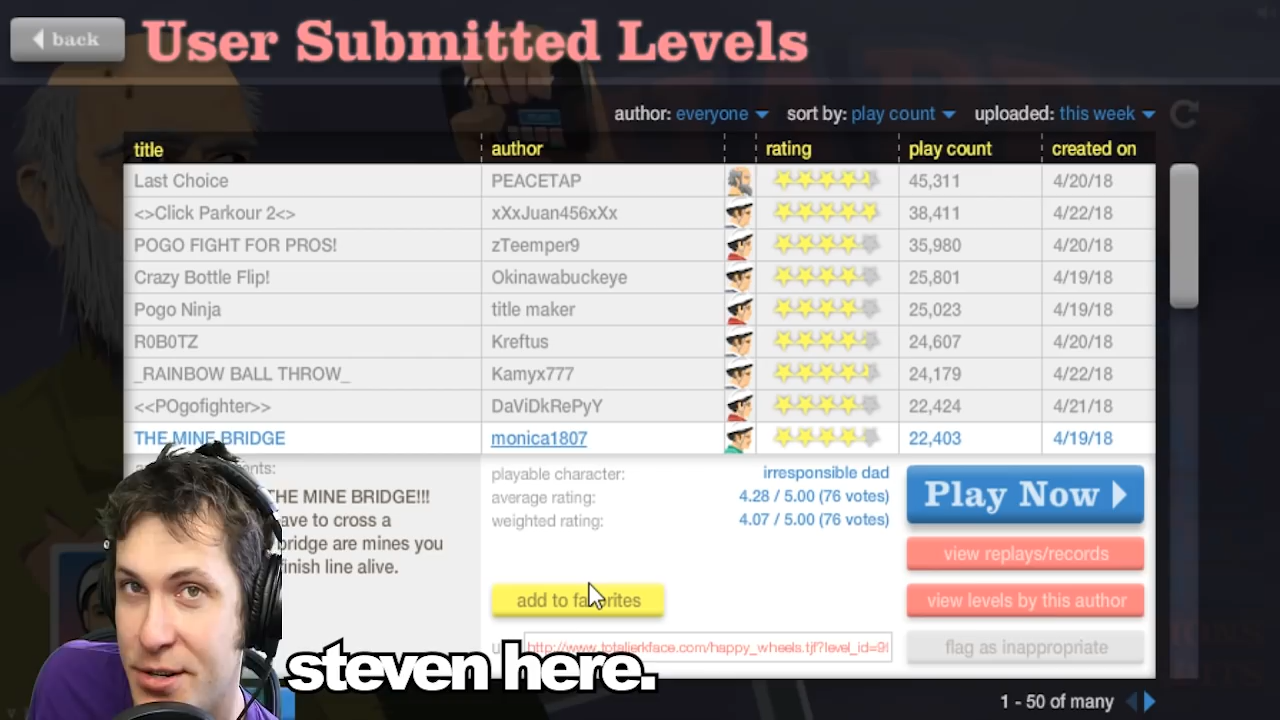 back
User Submitted Levels
author: everyone sort by: play count uploaded: this week
title author rating play count created on
Last Choice PEACETAP 45,311 4/20/18
<>Click Parkour 2<> xXxJuan456xXx 38,411 4/22/18
POGO FIGHT FOR PROS! zTeemper9 35,980 4/20/18
Crazy Bottle Flip! Okinawabuckeye 25,801 4/19/18
Pogo Ninja title maker 25,023 4/19/18
R0B0TZ Kreftus 24,607 4/20/18
_RAINBOW BALL THROW_ Kamyx777 24,179 4/22/18
<<POgofighter>> DaViDkRePyY 22,424 4/21/18
THE MINE BRIDGE monica1807 22,403 4/19/18
playable character: irresponsible dad
average rating: 4.28 / 5.00 (76 votes)
weighted rating: 4.07 / 5.00 (76 votes)
THE MINE BRIDGE!!!
to cross a
bridge are mines you
finish line alive.
Play Now
view replays/records
add to favorites
view levels by this author
http://www.totaljerkface.com/happy_wheels.tjf?level_id=9
flag as inappropriate
steven here.
1 - 50 of many